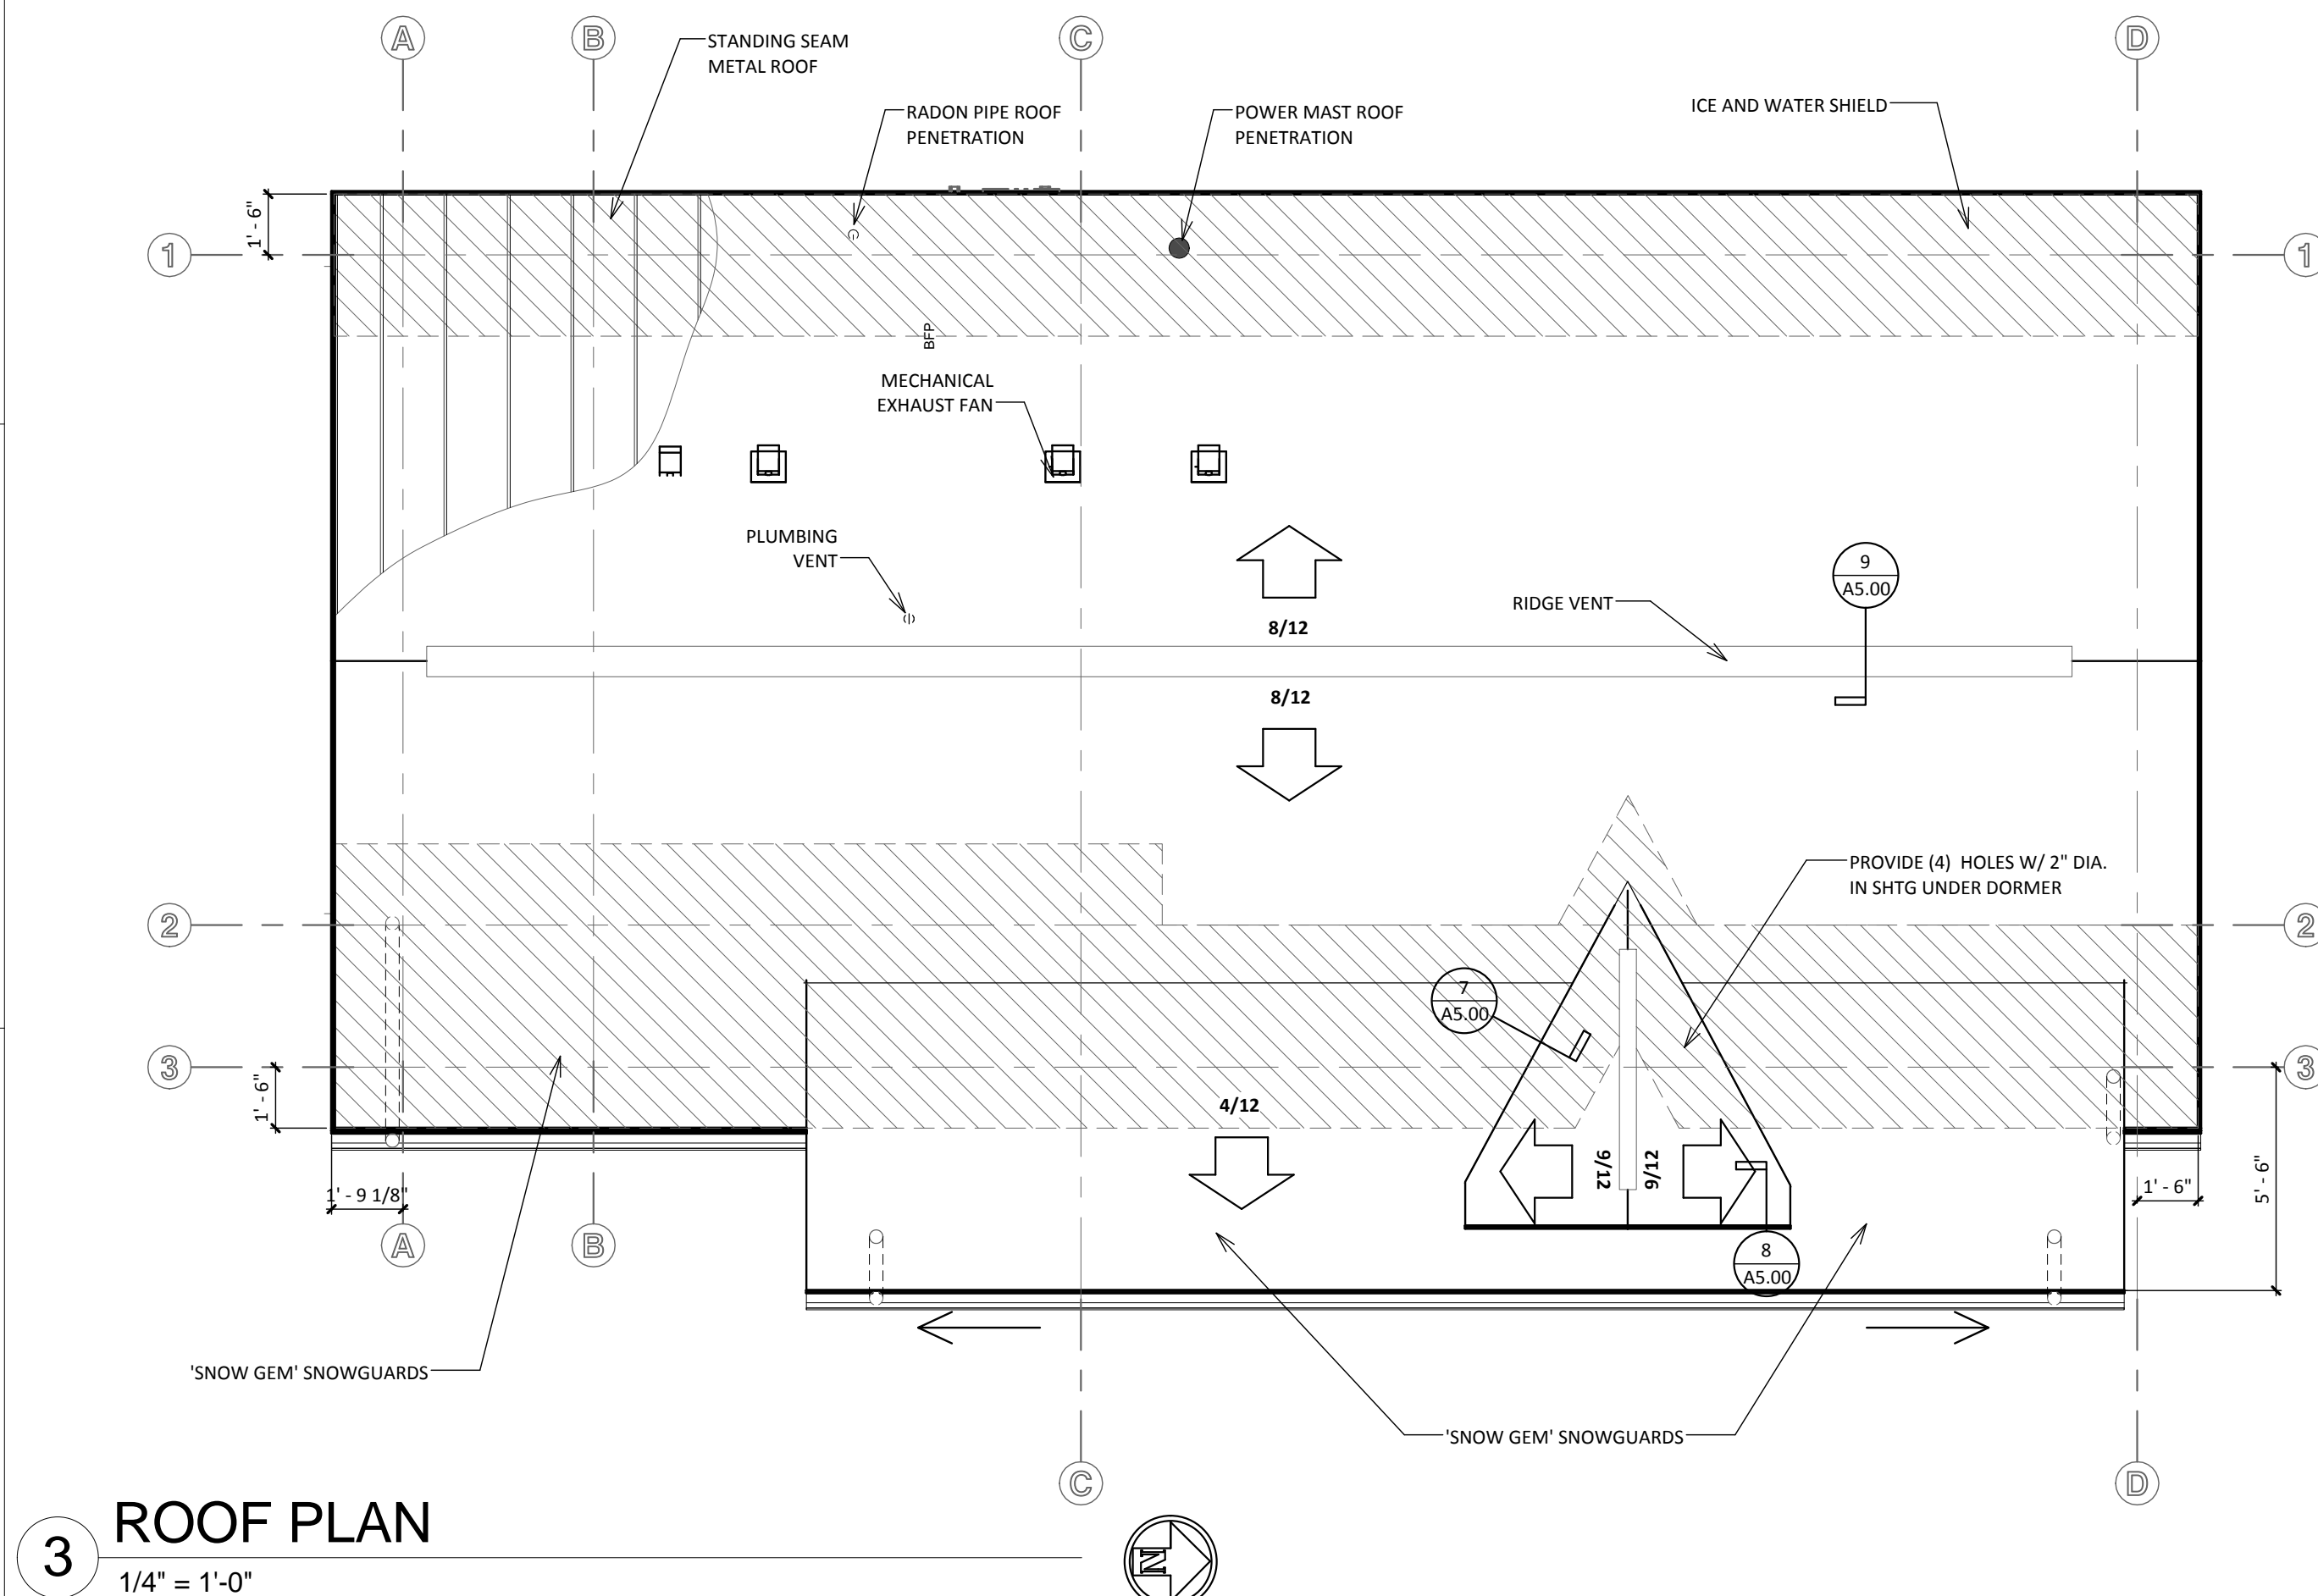 A
B
C
D
STANDING SEAM
METAL ROOF
RADON PIPE ROOF
PENETRATION
POWER MAST ROOF
PENETRATION
ICE AND WATER SHIELD
1' - 6"
1
1
BFP
MECHANICAL
EXHAUST FAN
PLUMBING
VENT
9
A5.00
RIDGE VENT
8/12
8/12
PROVIDE (4) HOLES W/ 2" DIA.
IN SHTG UNDER DORMER
2
2
7
A5.00
3
3
1' - 6"
4/12
9/12
9/12
1' - 9 1/8"
1' - 6"
5' - 6"
A
B
8
A5.00
'SNOW GEM' SNOWGUARDS
'SNOW GEM' SNOWGUARDS
C
D
3
ROOF PLAN
1/4" = 1'-0"
N